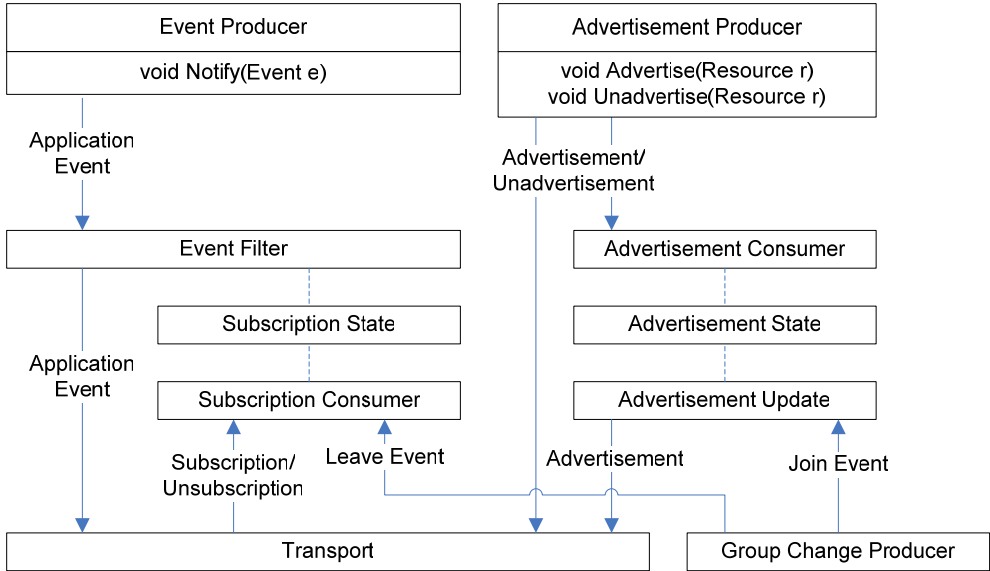 Event Producer
void Notify(Event e)
Advertisement Producer
void Advertise(Resource r)
void Unadvertise(Resource r)
Application
Event
Advertisement/
Unadvertisement
Event Filter
Advertisement Consumer
Subscription State
Advertisement State
Application
Event
Subscription Consumer
Advertisement Update
Subscription/
Unsubscription
Leave Event
Advertisement
Join Event
Transport
Group Change Producer